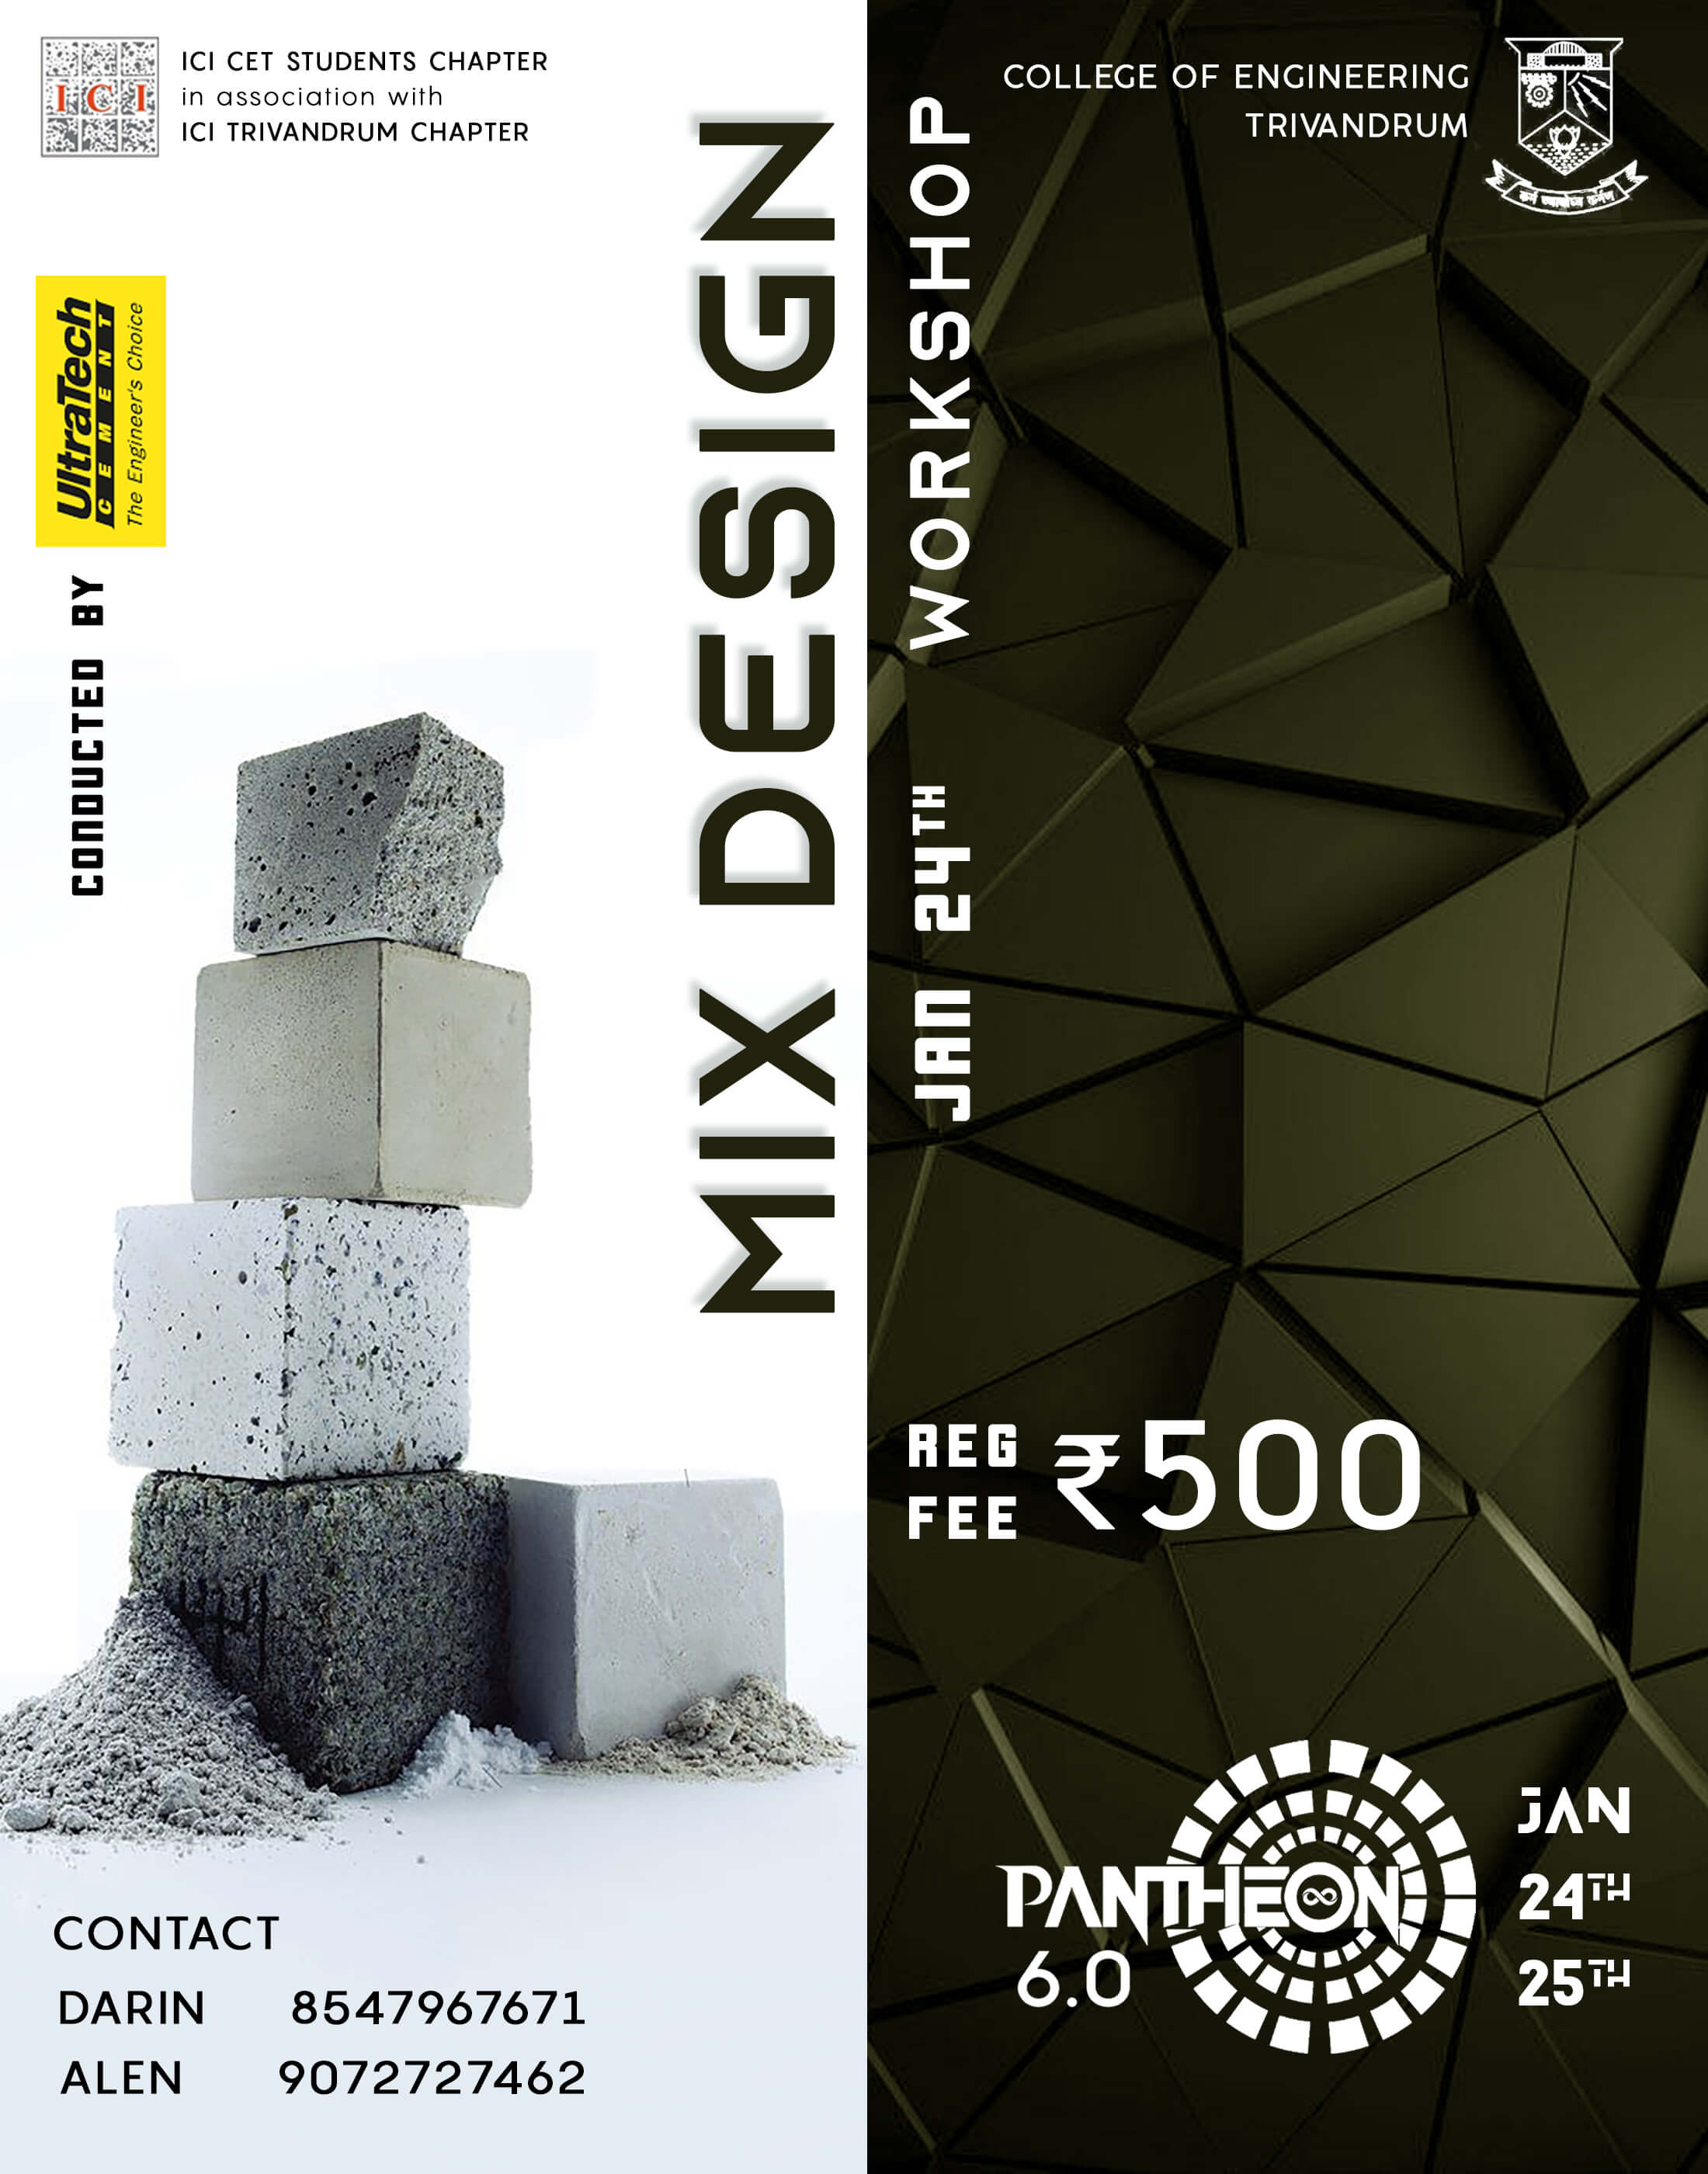 ICI
ICI CET STUDENTS CHAPTER
in association with
ICI TRIVANDRUM CHAPTER
COLLEGE OF ENGINEERING
TRIVANDRUM
CONDUCTED BY
UltraTech
CEMENT
The Engineer's Choice
MIX DESIGN
WORKSHOP
JAN 24TH
REG
FEE
₹500
PANTHEON
6.0
JAN
24TH
25TH
CONTACT
DARIN 8547967671
ALEN 9072727462